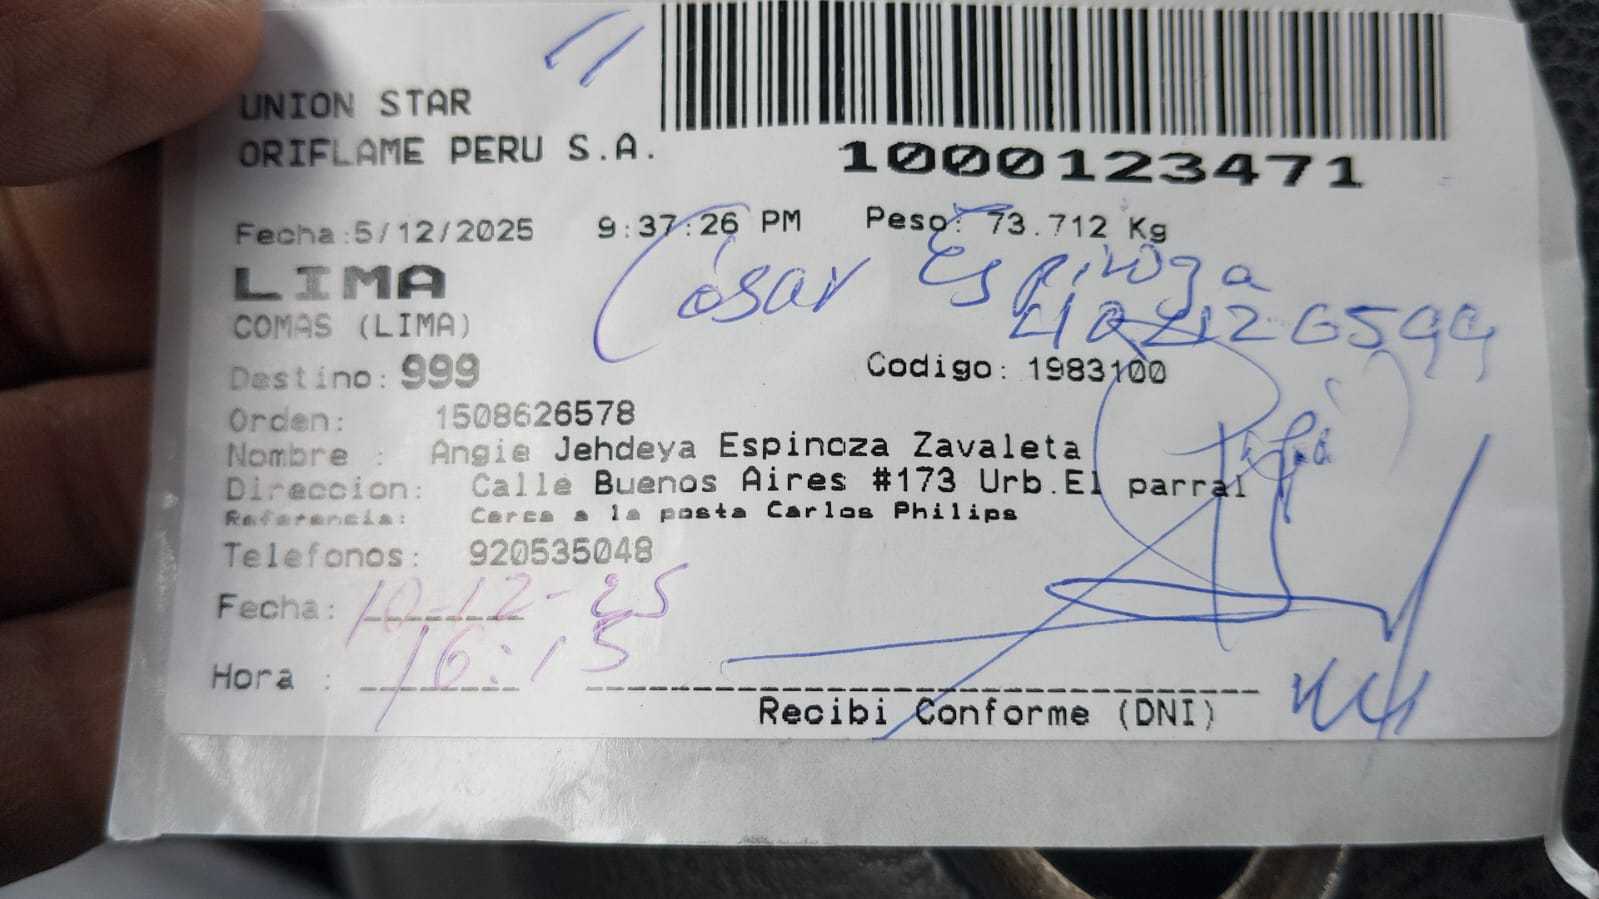 UNION STAR
ORIFLAME PERU S.A.
1000123471
Fecha:5/12/2025 9:37:26 PM Peso: 73.712 Kg
LIMA
César Espinoza
COMAS (LIMA)
Destino: 999 Codigo: 1983100
Orden: 1508626578
Nombre : Angie Jehdeya Espinoza Zavaleta
Direccion: Calle Buenos Aires #173 Urb.El parral
Referencia: Cerca a la posta Carlos Philips
Telefonos: 920535048
Fecha: 10-12-25
Hora : 16:15
Recibi Conforme (DNI)